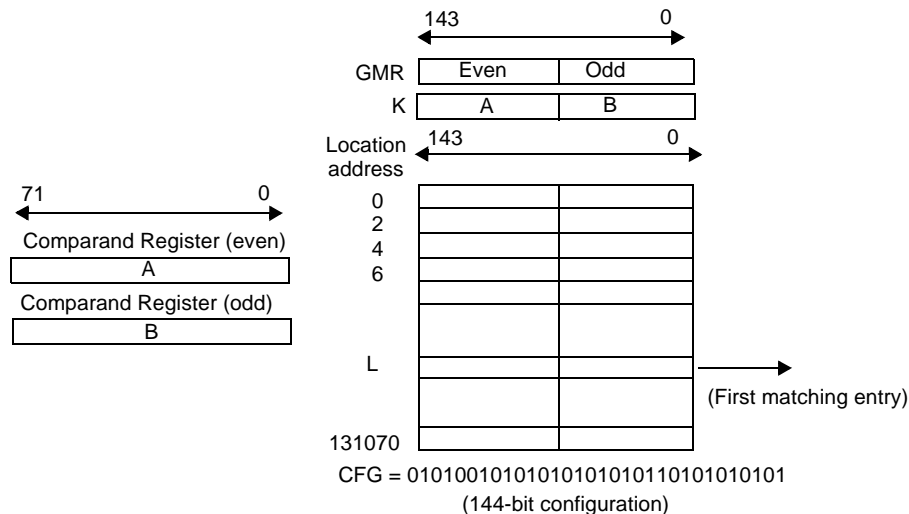 143 0
GMR Even Odd
K A B
Location address
143 0
71 0
Comparand Register (even)
A
Comparand Register (odd)
B
0
2
4
6
L
(First matching entry)
131070
CFG = 01010010101010101010110101010101
(144-bit configuration)